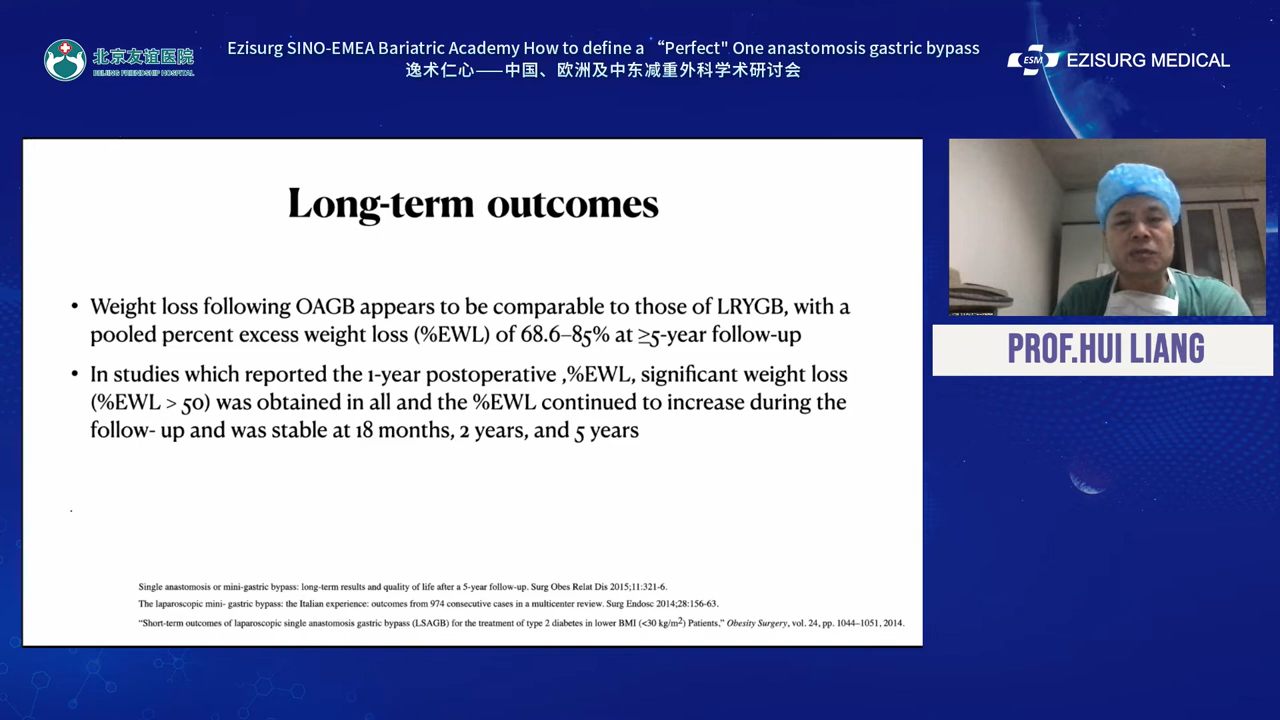 北京友谊医院
BEIJING FRIENDSHIP HOSPITAL
Ezisurg SINO-EMEA Bariatric Academy How to define a “Perfect" One anastomosis gastric bypass
逸术仁心——中国、欧洲及中东减重外科学术研讨会
ESM
EZISURG MEDICAL
Long-term outcomes
• Weight loss following OAGB appears to be comparable to those of LRYGB, with a
pooled percent excess weight loss (%EWL) of 68.6–85% at ≥5-year follow-up
• In studies which reported the 1-year postoperative ,%EWL, significant weight loss
(%EWL > 50) was obtained in all and the %EWL continued to increase during the
follow- up and was stable at 18 months, 2 years, and 5 years
.
Single anastomosis or mini-gastric bypass: long-term results and quality of life after a 5-year follow-up. Surg Obes Relat Dis 2015;11:321-6.
The laparoscopic mini- gastric bypass: the Italian experience: outcomes from 974 consecutive cases in a multicenter review. Surg Endosc 2014;28:156-63.
“Short-term outcomes of laparoscopic single anastomosis gastric bypass (LSAGB) for the treatment of type 2 diabetes in lower BMI (<30 kg/m2) Patients,” Obesity Surgery, vol. 24, pp. 1044–1051, 2014.
PROF.HUI LIANG